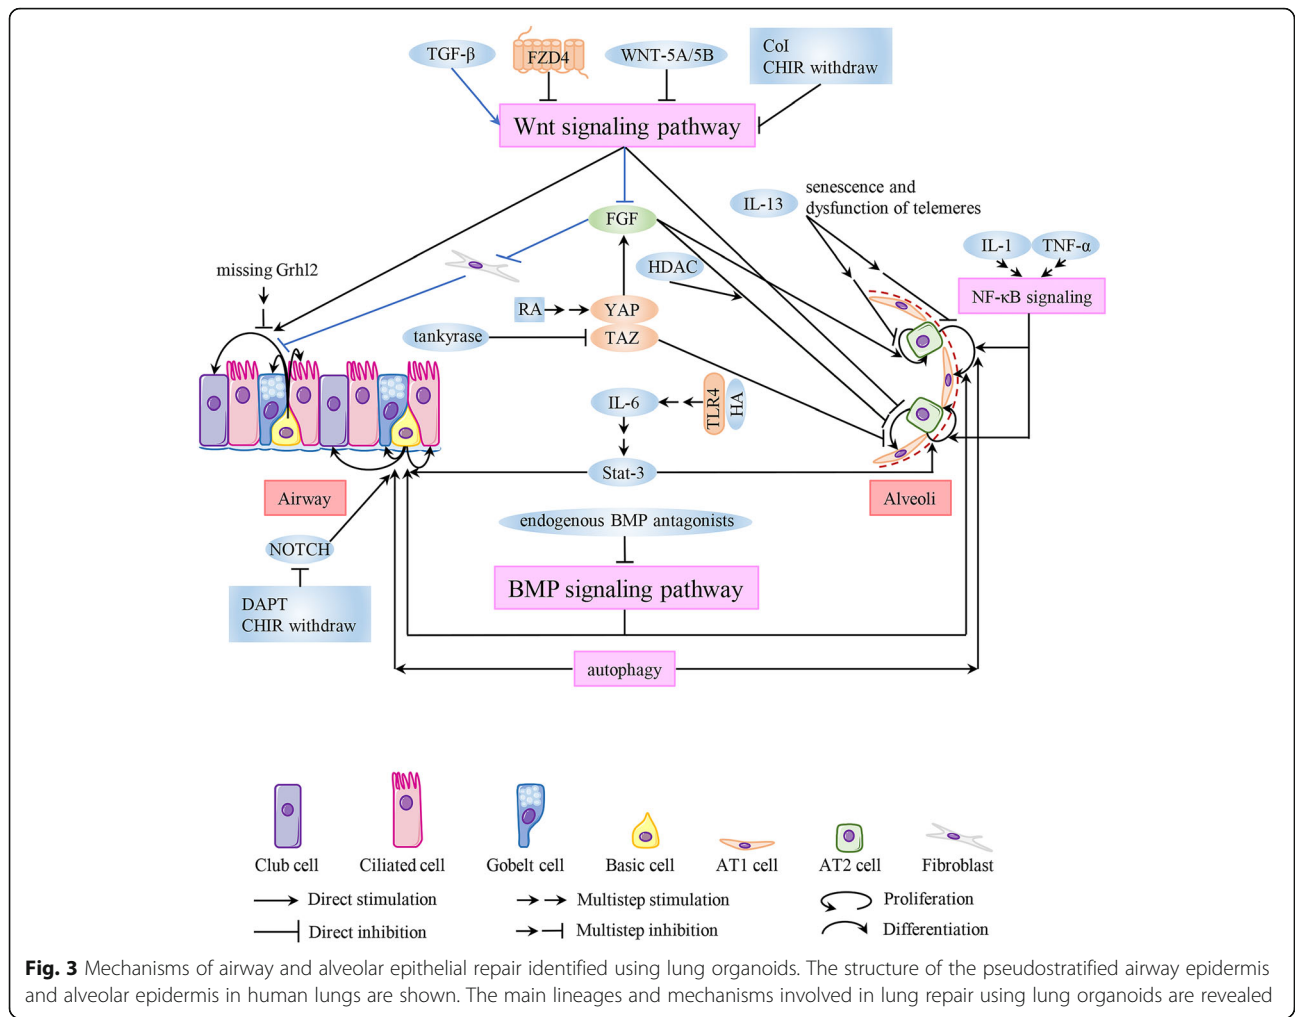 TGF-β
FZD4
WNT-5A/5B
CoI
CHIR withdraw
Wnt signaling pathway
senescence and
dysfunction of telemeres
IL-13
FGF
IL-1
TNF-α
HDAC
missing Grhl2
NF-κB signaling
RA
YAP
tankyrase
TAZ
IL-6
TLR4
HA
Stat-3
Airway
Alveoli
endogenous BMP antagonists
NOTCH
BMP signaling pathway
DAPT
CHIR withdraw
autophagy
Club cell
Ciliated cell
Gobelt cell
Basic cell
AT1 cell
AT2 cell
Fibroblast
Direct stimulation
Multistep stimulation
Proliferation
Direct inhibition
Multistep inhibition
Differentiation
Fig. 3 Mechanisms of airway and alveolar epithelial repair identified using lung organoids. The structure of the pseudostratified airway epidermis
and alveolar epidermis in human lungs are shown. The main lineages and mechanisms involved in lung repair using lung organoids are revealed